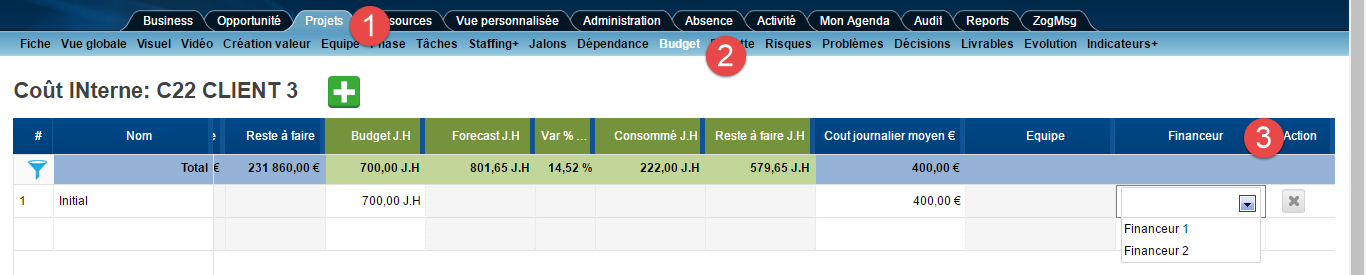 Business Opportunité Projets sources Vue personnalisée Administration Absence Activité Mon Agenda Audit Reports ZogMsg
1
Fiche Vue globale Visuel Vidéo Création valeur Equipe Phase Tâches Staffing+ Jalons Dépendance Budget tte Risques Problèmes Décisions Livrables Evolution Indicateurs+
2
Coût INterne: C22 CLIENT 3
# Nom e Reste à faire Budget J.H Forecast J.H Var % ... Consommé J.H Reste à faire J.H Cout journalier moyen € Equipe Financeur 3 Action
Total € 231 860,00 € 700,00 J.H 801,65 J.H 14,52 % 222,00 J.H 579,65 J.H 400,00 €
1 Initial 700,00 J.H 400,00 €
Financeur 1
Financeur 2